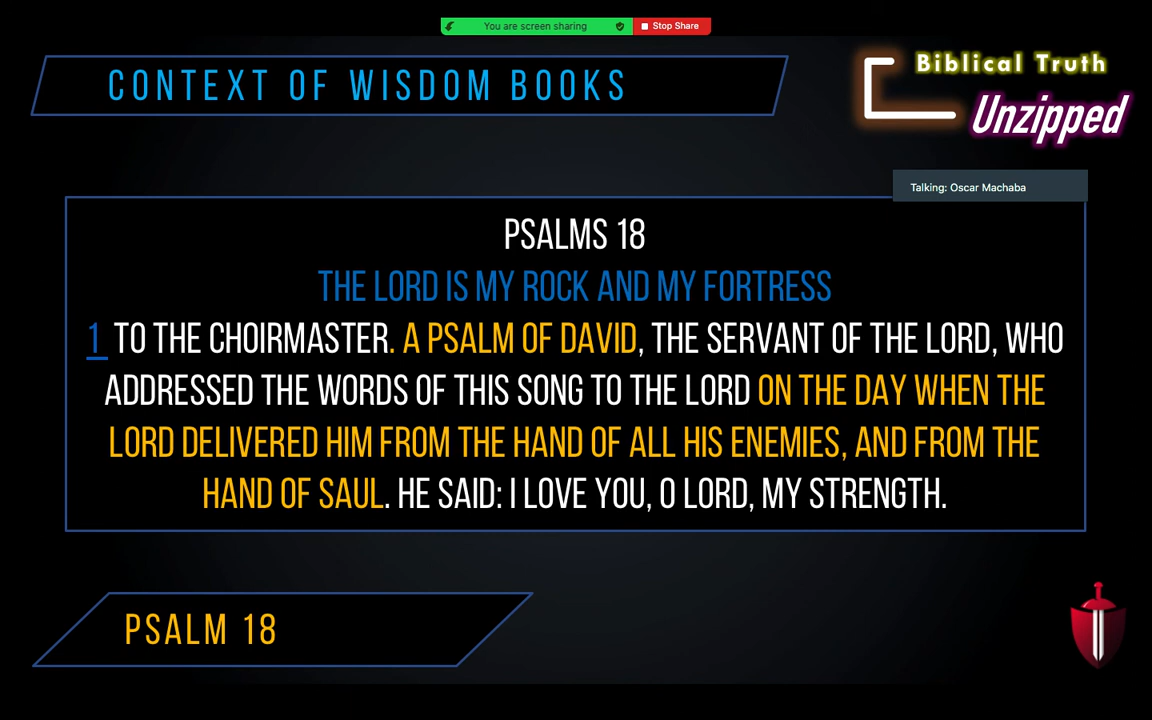 You are screen sharing Stop Share
CONTEXT OF WISDOM BOOKS
Biblical Truth
Unzipped
Talking: Oscar Machaba
PSALMS 18
THE LORD IS MY ROCK AND MY FORTRESS
1 TO THE CHOIRMASTER. A PSALM OF DAVID, THE SERVANT OF THE LORD, WHO
ADDRESSED THE WORDS OF THIS SONG TO THE LORD ON THE DAY WHEN THE
LORD DELIVERED HIM FROM THE HAND OF ALL HIS ENEMIES, AND FROM THE
HAND OF SAUL. HE SAID: I LOVE YOU, O LORD, MY STRENGTH.
PSALM 18